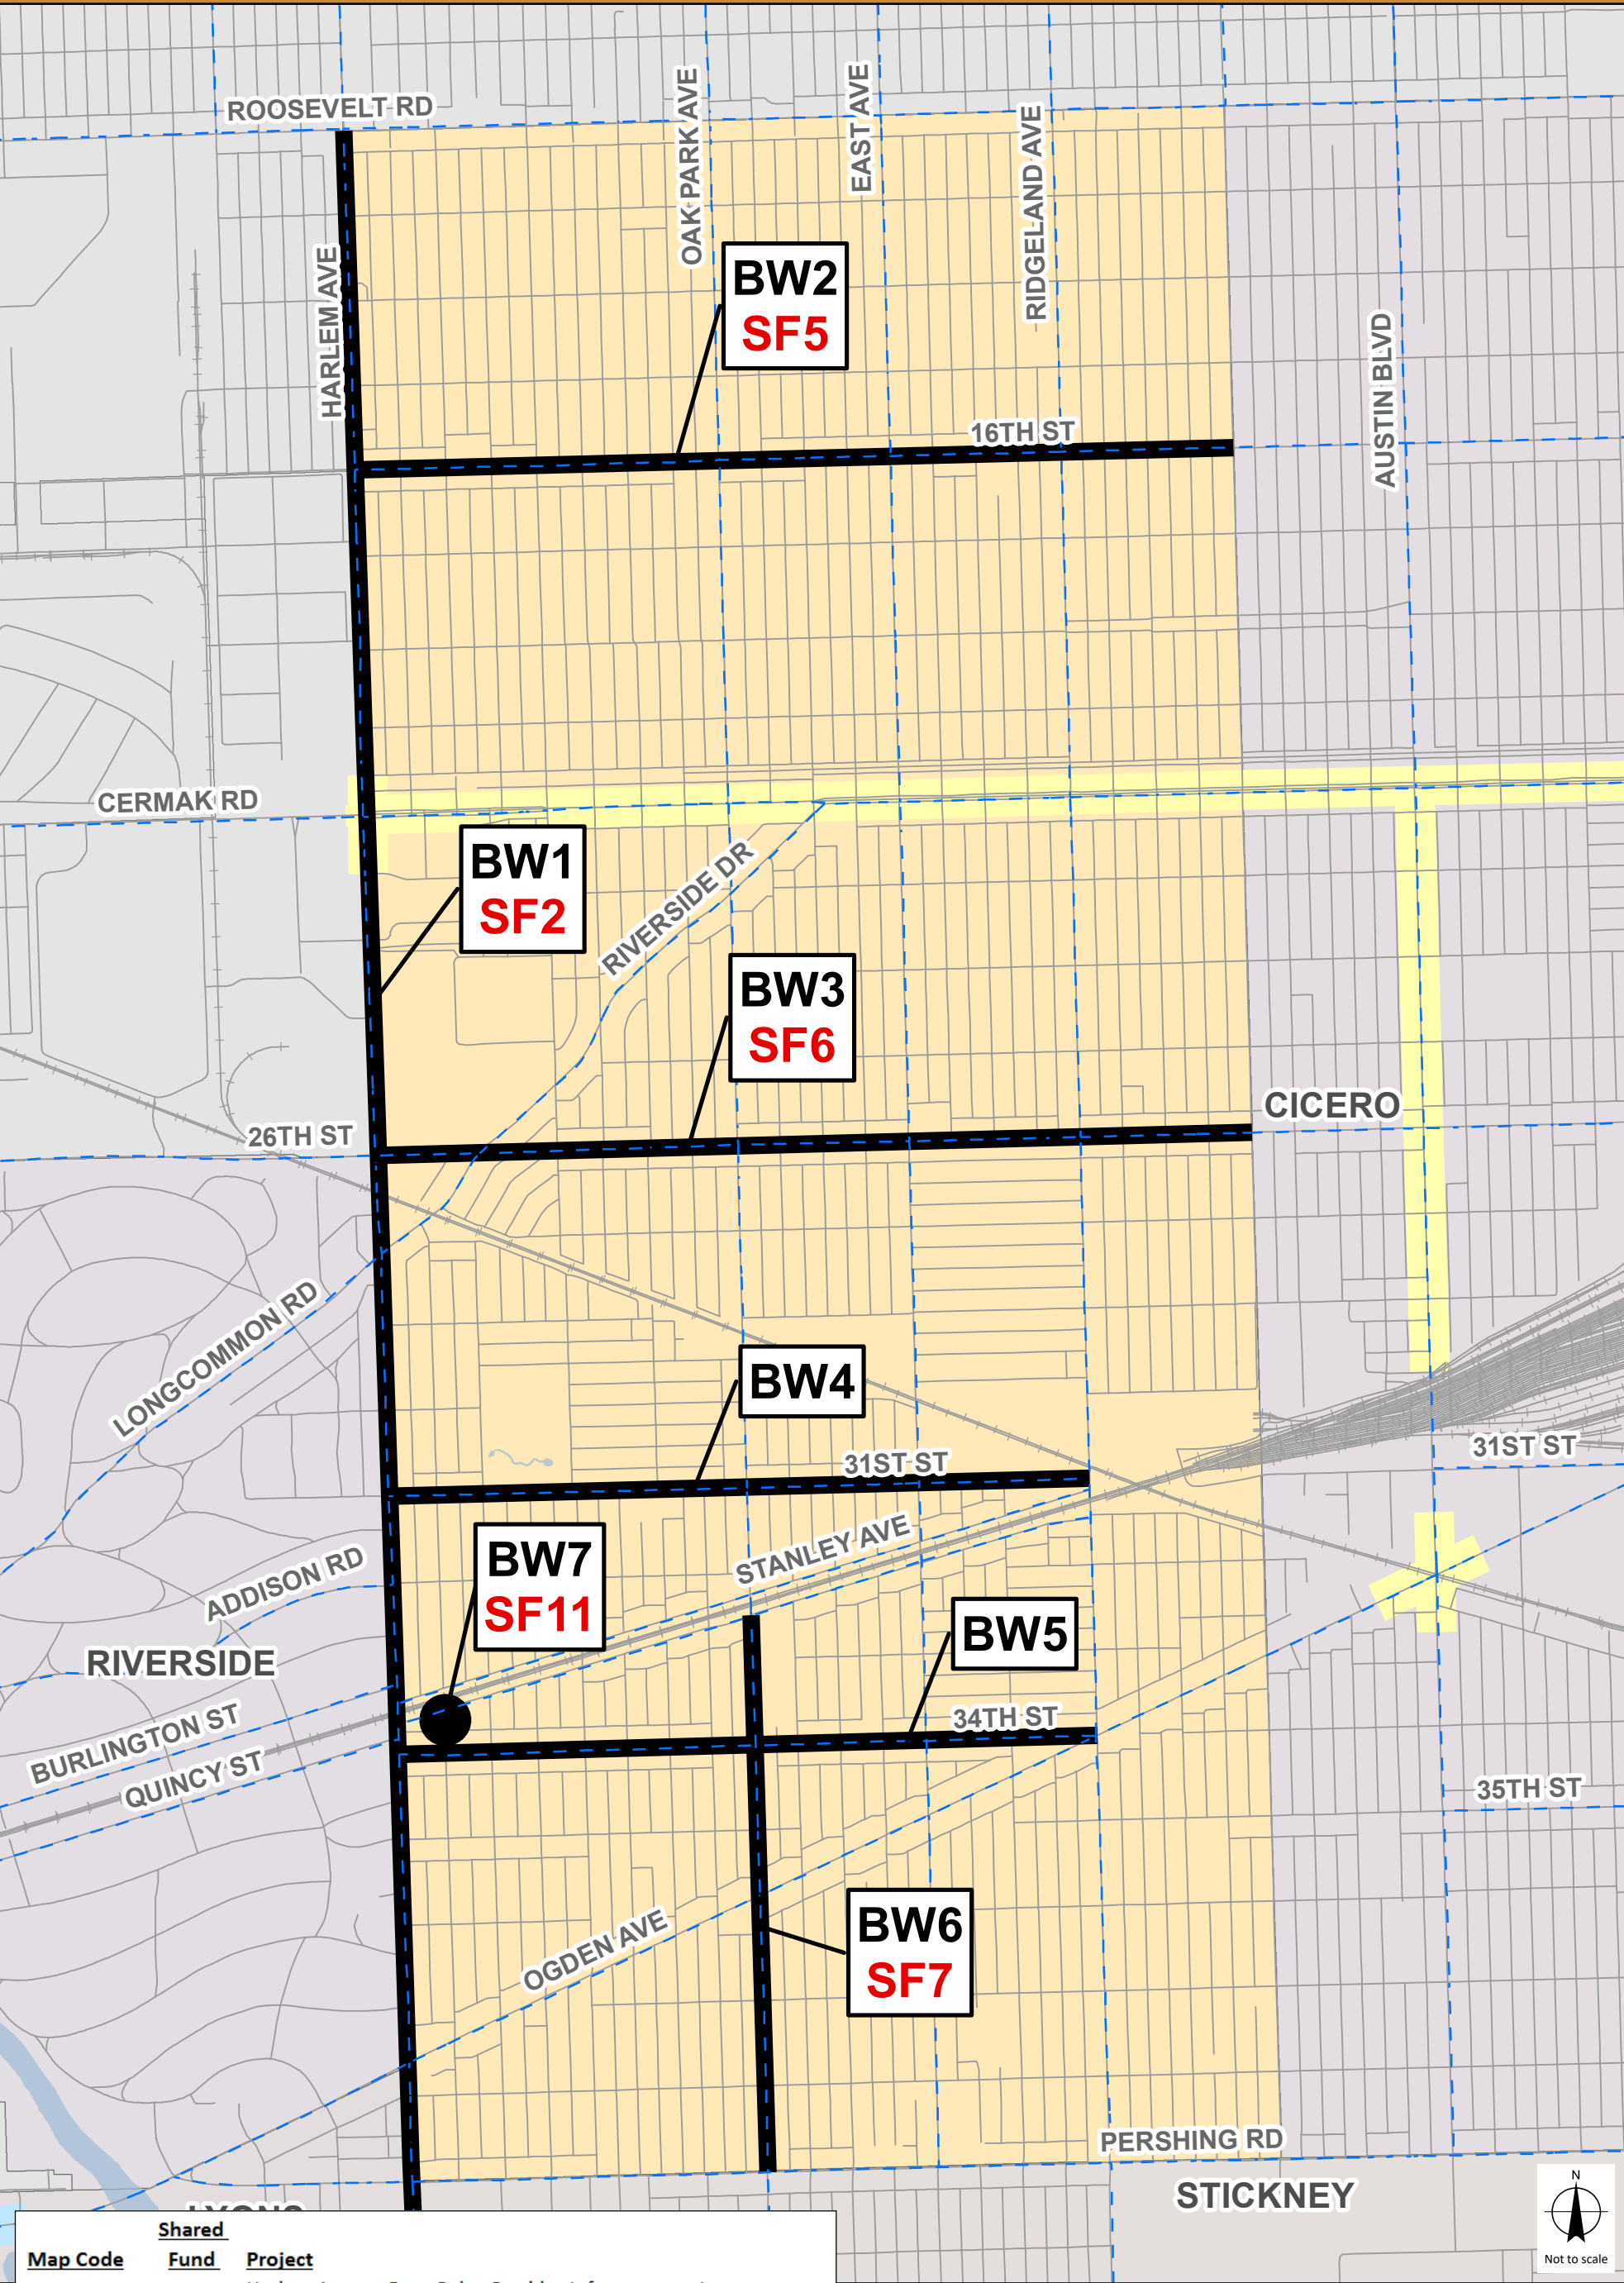 ROOSEVELT RD
OAK PARK AVE
EAST AVE
RIDGELAND AVE
HARLEM AVE
BW2
SF5
AUSTIN BLVD
16TH ST
CERMAK RD
BW1
SF2
RIVERSIDE DR
BW3
SF6
CICERO
26TH ST
LONGCOMMON RD
BW4
31ST ST
31ST ST
STANLEY AVE
BW7
SF11
ADDISON RD
BW5
RIVERSIDE
34TH ST
BURLINGTON ST
QUINCY ST
35TH ST
BW6
SF7
OGDEN AVE
PERSHING RD
STICKNEY
LYONS
N
Not to scale
Shared
Map Code Fund Project